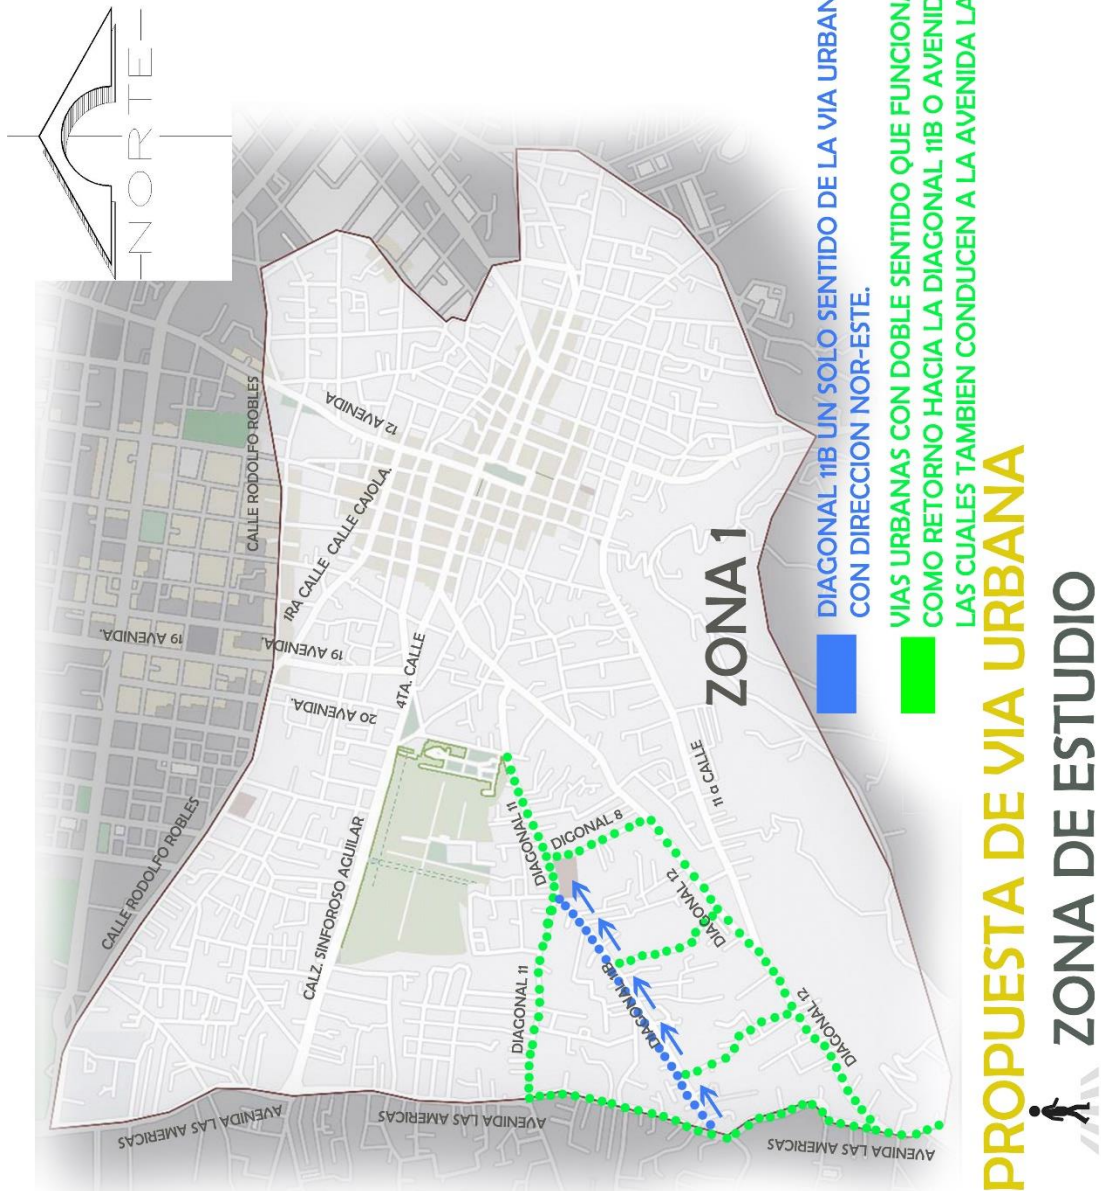 -NORTE-
CALLE RODOLFO ROBLES
CALLE RODOLFO ROBLES
12 AVENIDA
1RA CALLE CALLE CAJOLA.
19 AVENIDA.
19 AVENIDA.
20 AVENIDA.
4TA. CALLE
CALZ. SINFOROSO AGUILAR
AVENIDA LAS AMERICAS
AVENIDA LAS AMERICAS
AVENIDA LAS AMERICAS
DIAGONAL 11
DIAGONAL 11
DIGONAL 8
DIAGONAL 11B
DIAGONAL 12
DIAGONAL 12
11 a CALLE
ZONA 1
DIAGONAL 11B UN SOLO SENTIDO DE LA VIA URBAN
CON DIRECCION NOR-ESTE.
VIAS URBANAS CON DOBLE SENTIDO QUE FUNCIONA
COMO RETORNO HACIA LA DIAGONAL 11B O AVENID
LAS CUALES TAMBIEN CONDUCEN A LA AVENIDA LA
PROPUESTA DE VIA URBANA
ZONA DE ESTUDIO
AVENIDA LAS AMERICAS